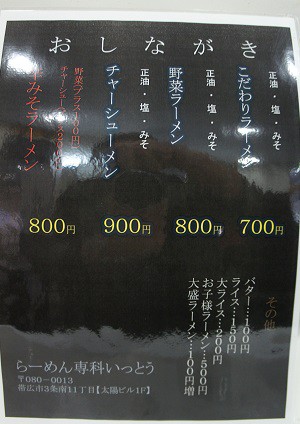 おしながき
正油・塩・みそ
こだわりラーメン
700円
正油・塩・みそ
野菜ラーメン
800円
正油・塩・みそ
チャーシューメン
900円
野菜プラス100円
みそラーメン
800円
その他
バター…100円
ライス…150円
大ライス…200円
お子様ラーメン…500円
大盛ラーメン…100円増
らーめん専科いっとう
〒080-0013
帯広市3条南11丁目【太陽ビル1F】